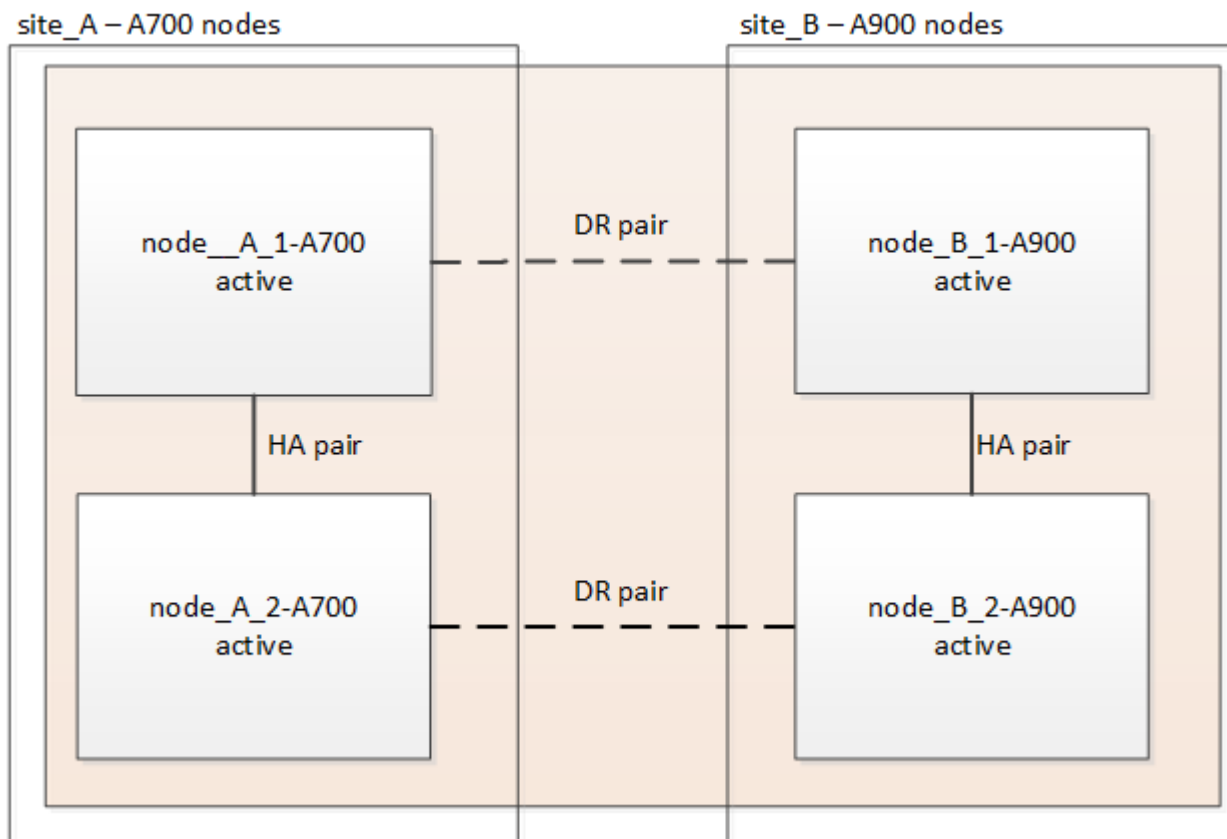 site_A – A700 nodes
site_B – A900 nodes
node__A_1-A700
active
DR pair
node_B_1-A900
active
HA pair
HA pair
node_A_2-A700
active
DR pair
node_B_2-A900
active